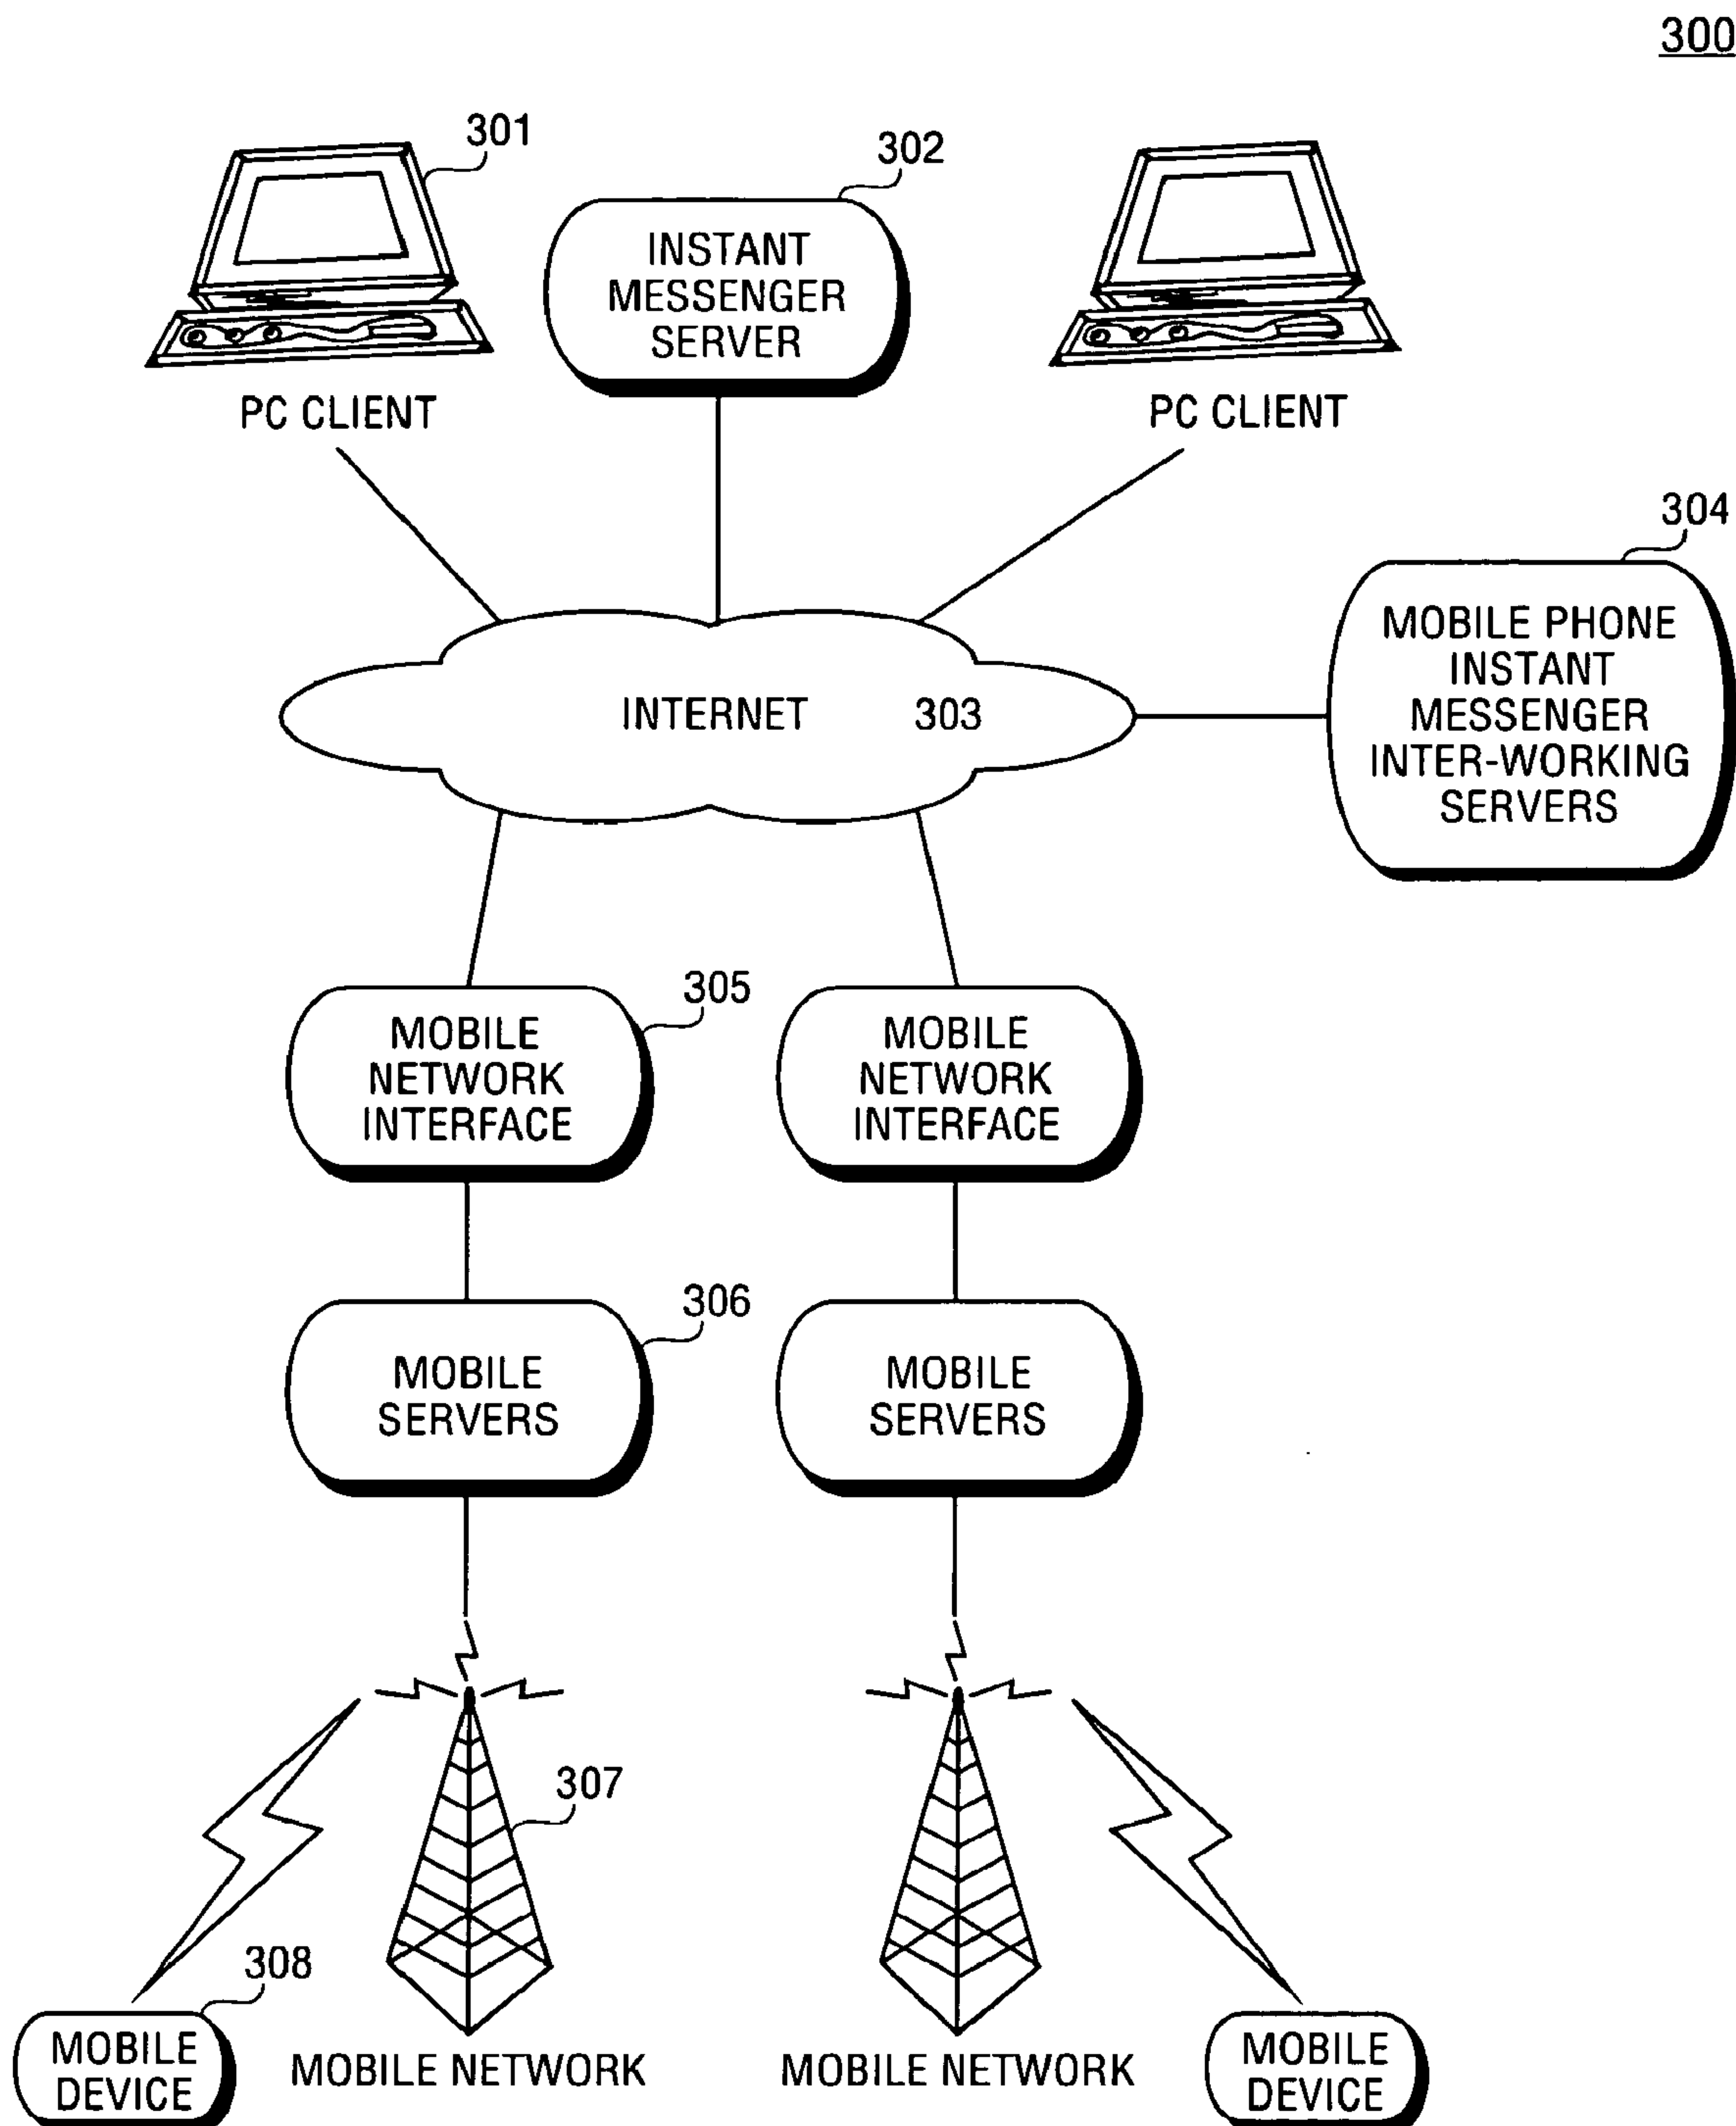 300
301
302
INSTANT
MESSENGER
SERVER
PC CLIENT
PC CLIENT
304
MOBILE PHONE
INSTANT
MESSENGER
INTER-WORKING
SERVERS
INTERNET 303
305
MOBILE
NETWORK
INTERFACE
MOBILE
NETWORK
INTERFACE
306
MOBILE
SERVERS
MOBILE
SERVERS
307
308
MOBILE
DEVICE
MOBILE NETWORK
MOBILE NETWORK
MOBILE
DEVICE